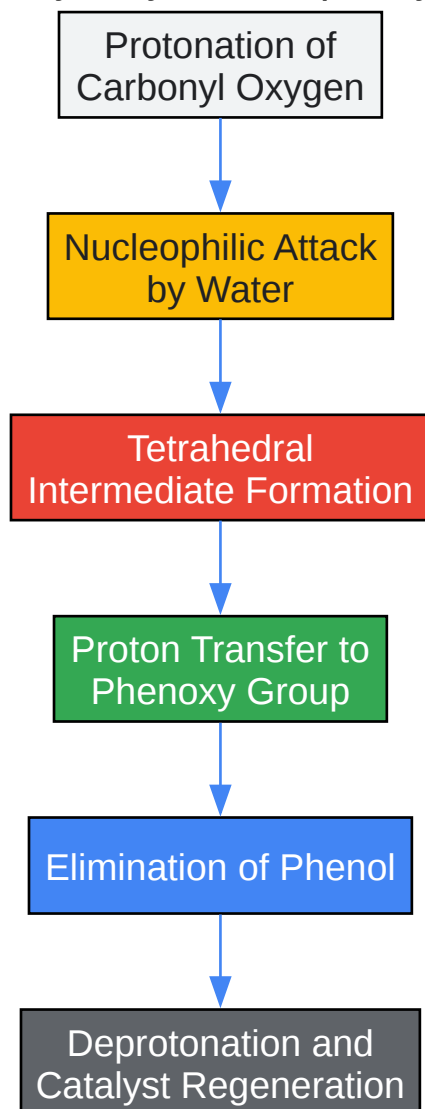 Protonation of
Carbonyl Oxygen
Nucleophilic Attack
by Water
Tetrahedral
Intermediate Formation
Proton Transfer to
Phenoxy Group
Elimination of Phenol
Deprotonation and
Catalyst Regeneration